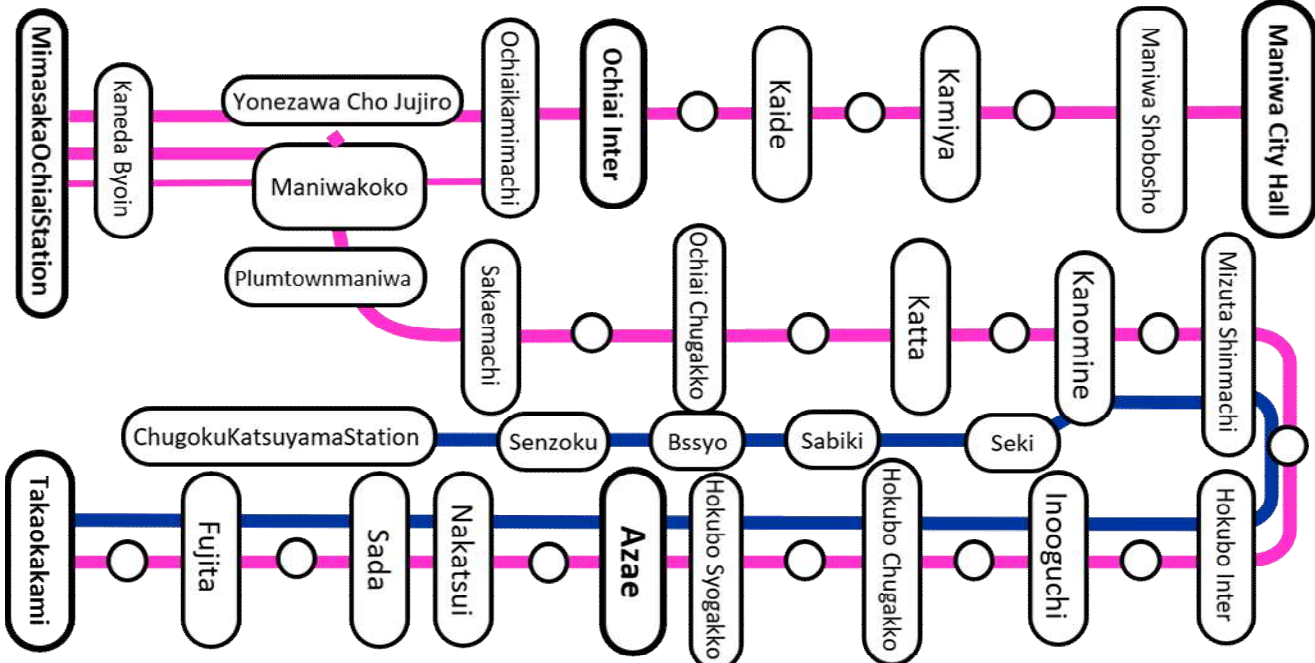 MimasakaOchiaiStation
Kaneda Byoin
Yonezawa Cho Jujiro
Maniwakoko
Plumtownmaniwa
Ochiaikamimachi
Ochiai Inter
Kaide
Kamiya
Maniwa Shobosho
Maniwa City Hall
Sakaemachi
Ochiai Chugakko
Katta
Kanomine
Mizuta Shinmachi
ChugokuKatsuyamaStation
Senzoku
Bssyo
Sabiki
Seki
Takaokakami
Fujita
Sada
Nakatsui
Azae
Hokubo Syogakko
Hokubo Chugakko
Inooguchi
Hokubo Inter